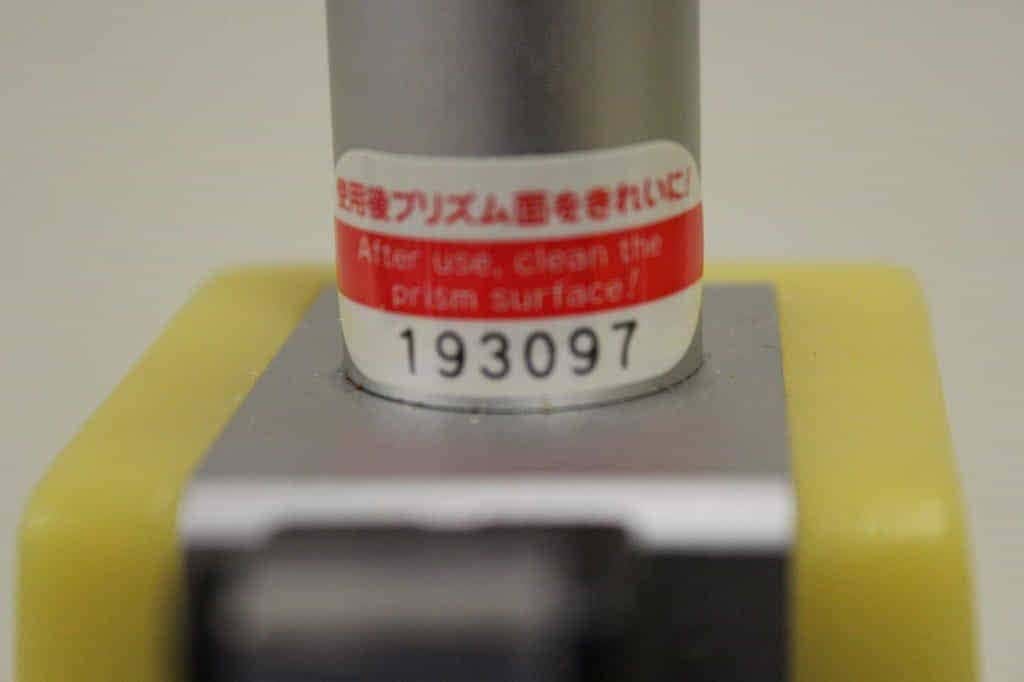 使用後プリズム面をきれいに!
After use, clean the
prism surface!
193097